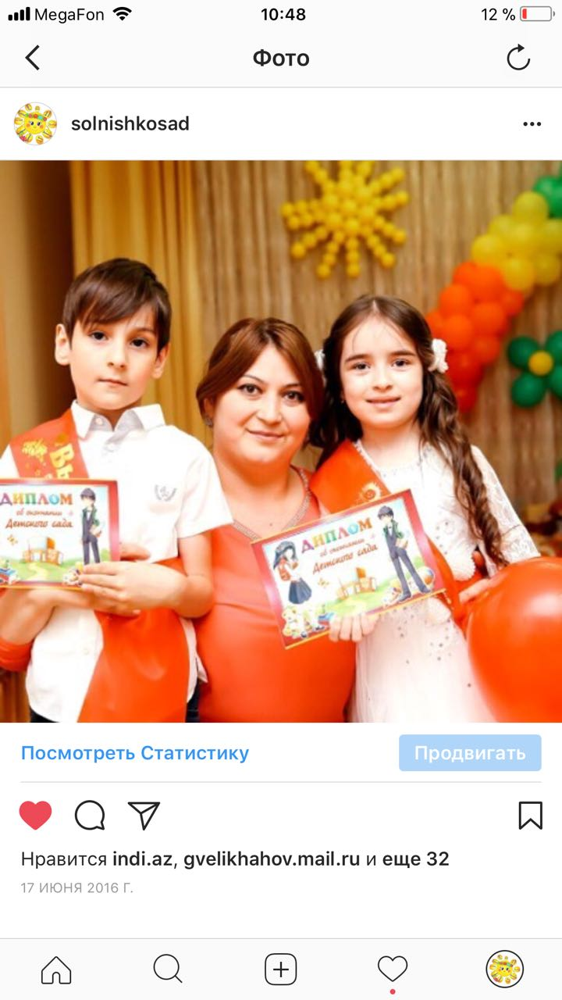 MegaFon
10:48
12 %
Фото
solnishkosad
ДИПЛОМ
об окончании
Детского сада
ДИПЛОМ
об окончании
Детского сада
Посмотреть Статистику
Продвигать
Нравится indi.az, gvelikhahov.mail.ru и еще 32
17 ИЮНЯ 2016 Г.